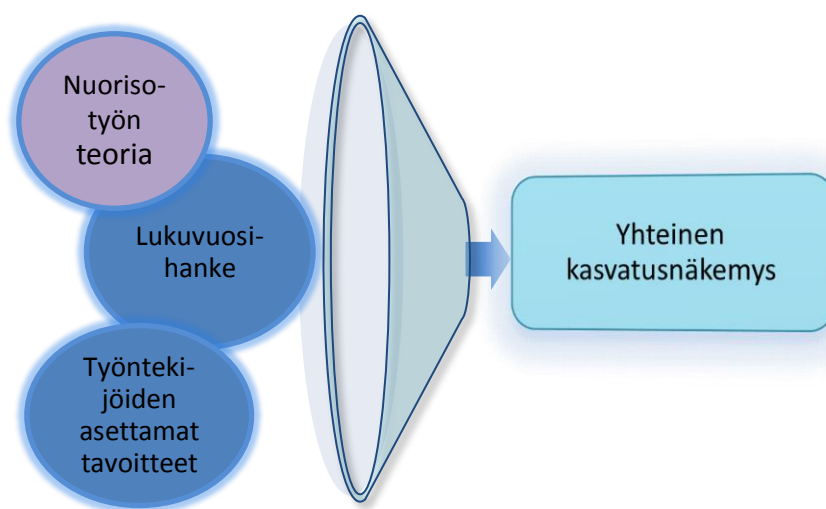 Nuoriso-
työn
teoria
Lukuvuosi-
hanke
Työnteki-
jöiden
asettamat
tavoitteet
Yhteinen
kasvatusnäkemys